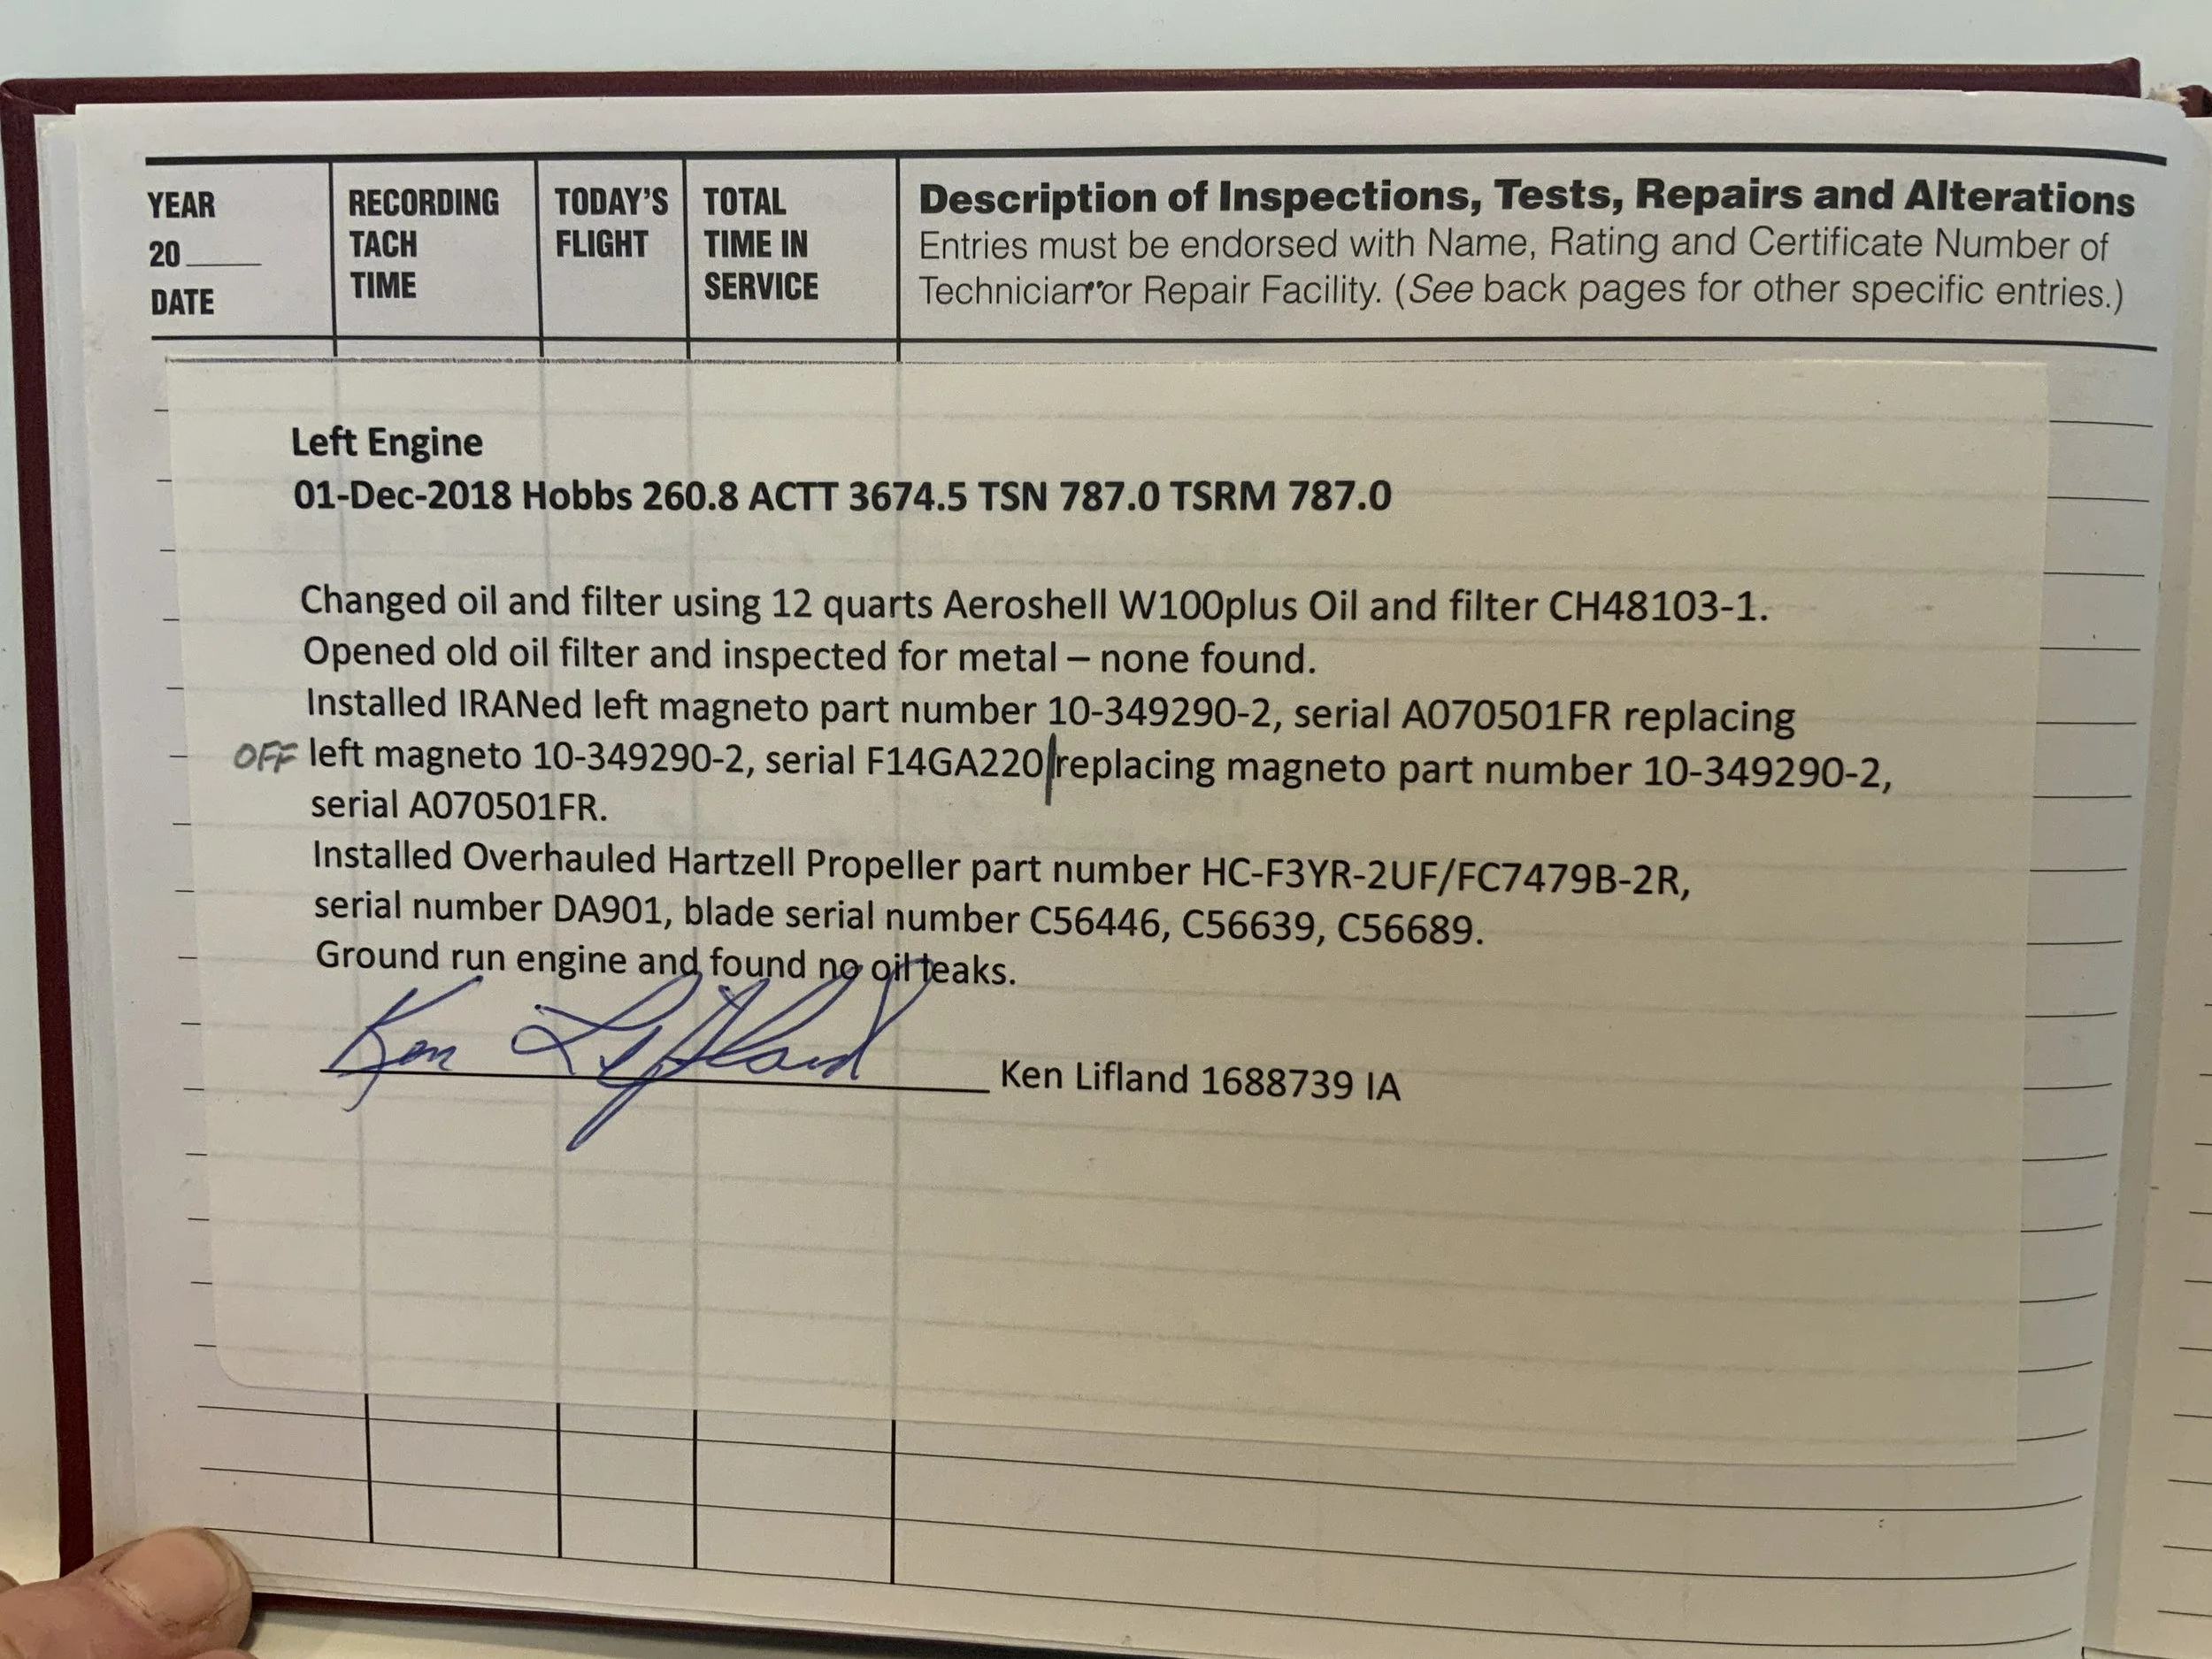 YEAR
20____
DATE
RECORDING
TACH
TIME
TODAY'S
FLIGHT
TOTAL
TIME IN
SERVICE
Description of Inspections, Tests, Repairs and Alterations
Entries must be endorsed with Name, Rating and Certificate Number of
Technician or Repair Facility. (See back pages for other specific entries.)
Left Engine
01-Dec-2018 Hobbs 260.8 ACTT 3674.5 TSN 787.0 TSRM 787.0
Changed oil and filter using 12 quarts Aeroshell W100plus Oil and filter CH48103-1.
Opened old oil filter and inspected for metal – none found.
Installed IRANed left magneto part number 10-349290-2, serial A070501FR replacing
OFF left magneto 10-349290-2, serial F14GA220 replacing magneto part number 10-349290-2,
serial A070501FR.
Installed Overhauled Hartzell Propeller part number HC-F3YR-2UF/FC7479B-2R,
serial number DA901, blade serial number C56446, C56639, C56689.
Ground run engine and found no oil leaks.
Ken Lifland Ken Lifland 1688739 IA